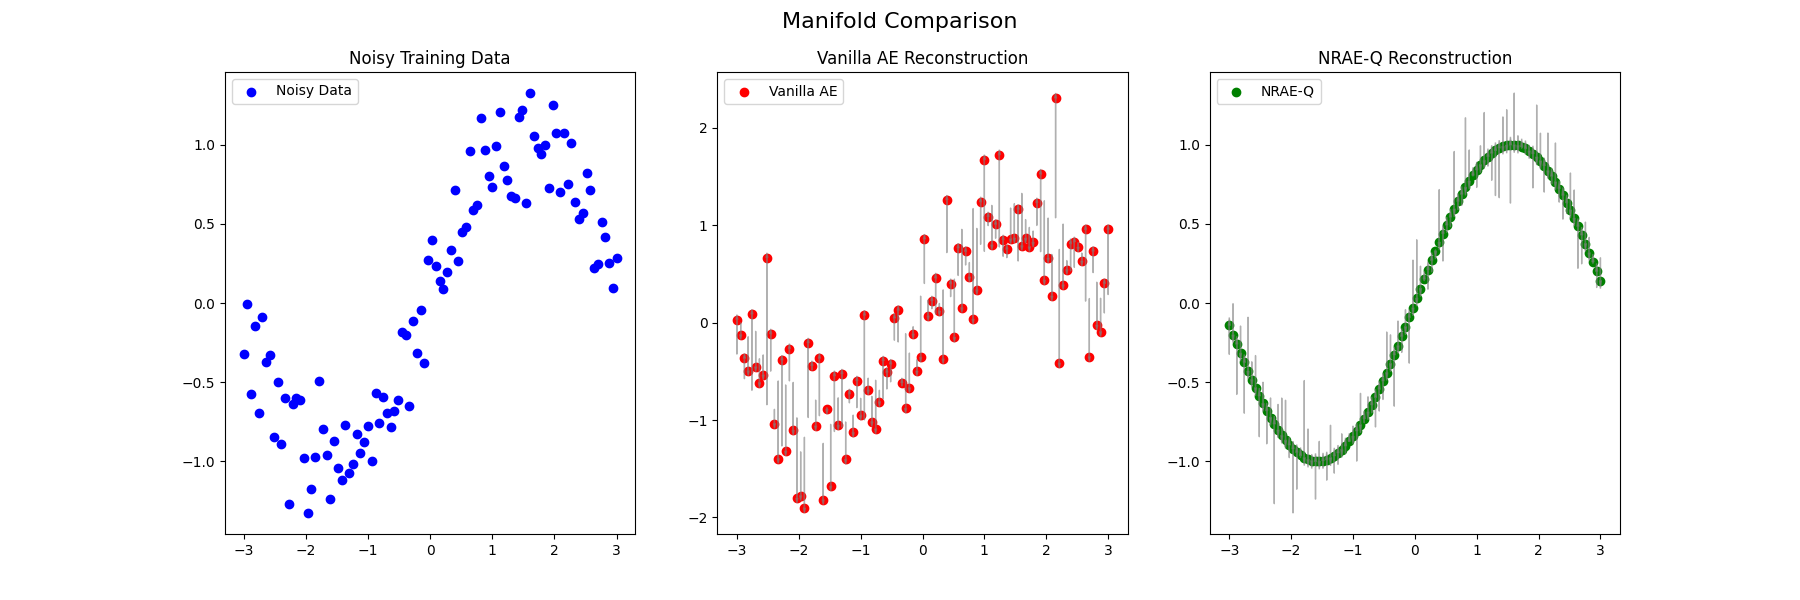 Manifold Comparison
Noisy Training Data
Noisy Data
1.0
0.5
0.0
−0.5
−1.0
−3 −2 −1 0 1 2 3
Vanilla AE Reconstruction
Vanilla AE
2
1
0
−1
−2
−3 −2 −1 0 1 2 3
NRAE-Q Reconstruction
NRAE-Q
1.0
0.5
0.0
−0.5
−1.0
−3 −2 −1 0 1 2 3